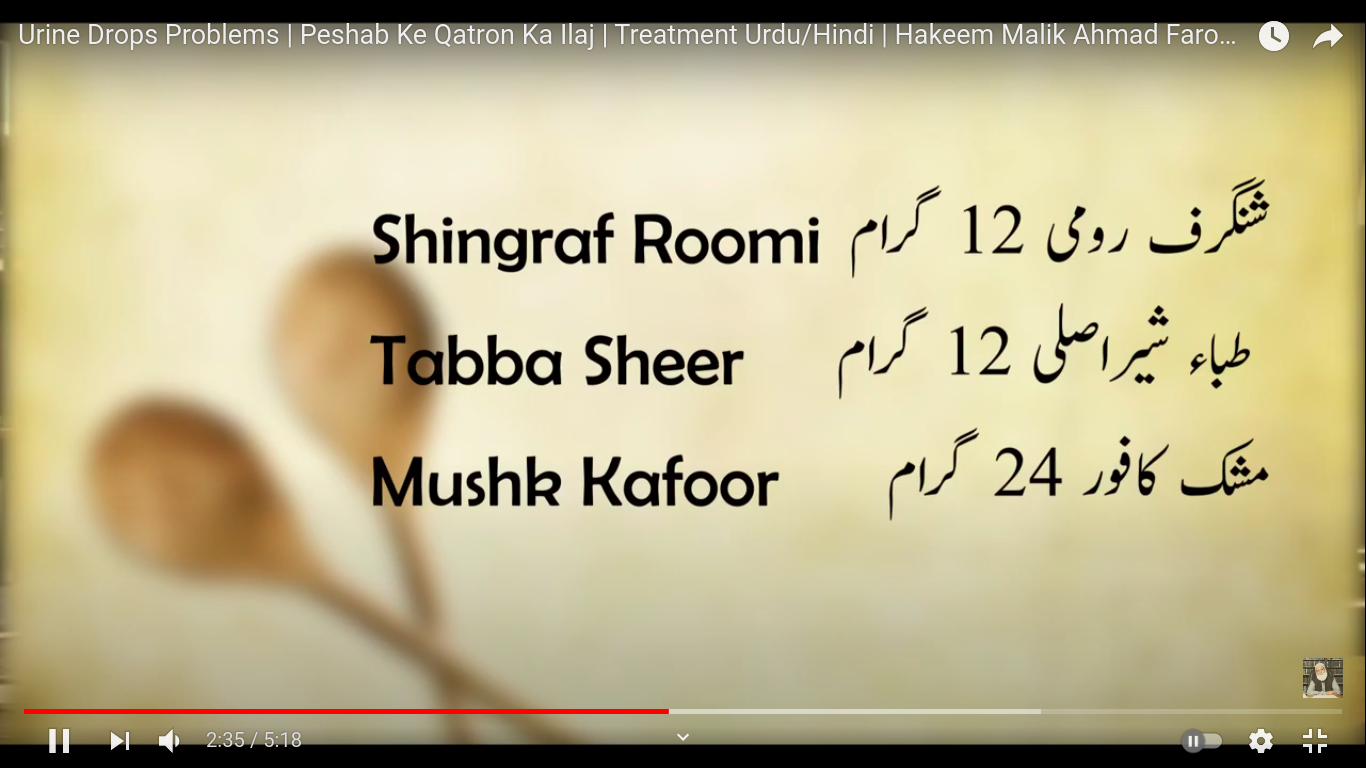 Urine Drops Problems | Peshab Ke Qatron Ka Ilaj | Treatment Urdu/Hindi | Hakeem Malik Ahmad Faro...
Shingraf Roomi شنگرف رومی 12 گرام
Tabba Sheer طباء شیر اصلی 12 گرام
Mushk Kafoor مشک کافور 24 گرام
2:35 / 5:18